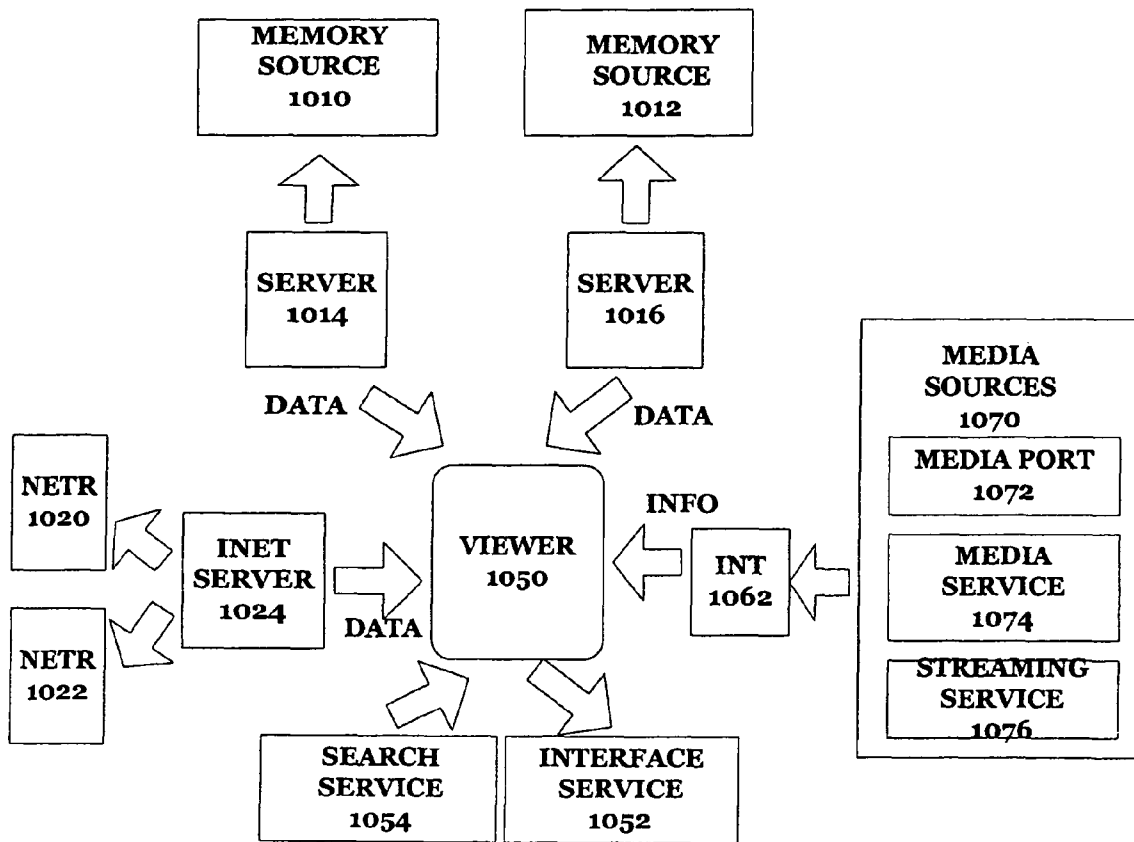 MEMORY
SOURCE
1010
MEMORY
SOURCE
1012
SERVER
1014
SERVER
1016
DATA
DATA
MEDIA
SOURCES
1070
MEDIA PORT
1072
MEDIA
SERVICE
1074
STREAMING
SERVICE
1076
NETR
1020
NETR
1022
INET
SERVER
1024
DATA
VIEWER
1050
INFO
INT
1062
SEARCH
SERVICE
1054
INTERFACE
SERVICE
1052